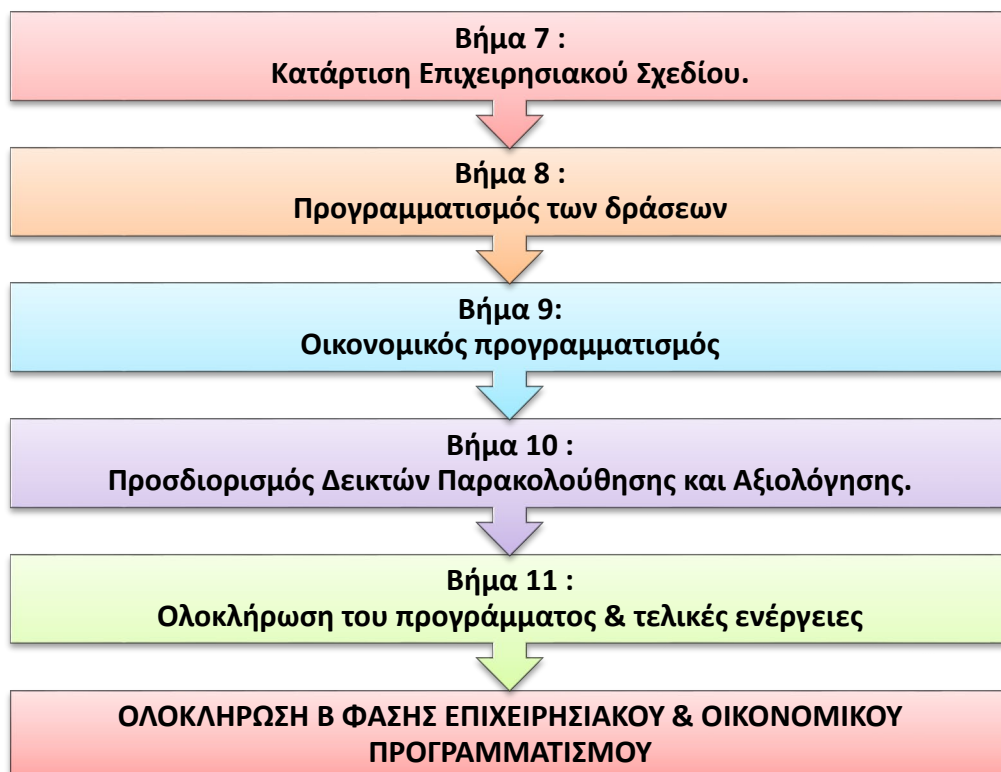 Βήμα 7 :
Κατάρτιση Επιχειρησιακού Σχεδίου.
Βήμα 8 :
Προγραμματισμός των δράσεων
Βήμα 9:
Οικονομικός προγραμματισμός
Βήμα 10 :
Προσδιορισμός Δεικτών Παρακολούθησης και Αξιολόγησης.
Βήμα 11 :
Ολοκλήρωση του προγράμματος & τελικές ενέργειες
ΟΛΟΚΛΗΡΩΣΗ Β ΦΑΣΗΣ ΕΠΙΧΕΙΡΗΣΙΑΚΟΥ & ΟΙΚΟΝΟΜΙΚΟΥ
ΠΡΟΓΡΑΜΜΑΤΙΣΜΟΥ